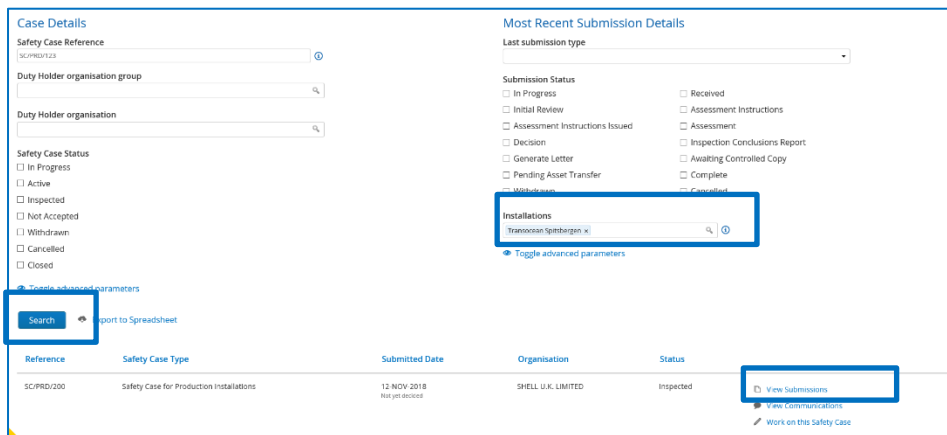 Case Details
Safety Case Reference
SC/PRD/123
Duty Holder organisation group
Duty Holder organisation
Safety Case Status
In Progress
Active
Inspected
Not Accepted
Withdrawn
Cancelled
Closed
Toggle advanced parameters
Most Recent Submission Details
Last submission type
Submission Status
In Progress Received
Initial Review Assessment Instructions
Assessment Instructions Issued Assessment
Decision Inspection Conclusions Report
Generate Letter Awaiting Controlled Copy
Pending Asset Transfer Complete
Withdrawn Cancelled
Installations
Transocean Spitsbergen ×
Toggle advanced parameters
Search Export to Spreadsheet
Reference Safety Case Type Submitted Date Organisation Status
SC/PRD/200 Safety Case for Production Installations 12-NOV-2018 SHELL U.K. LIMITED Inspected View Submissions
Not yet decided
View Communications
Work on this Safety Case